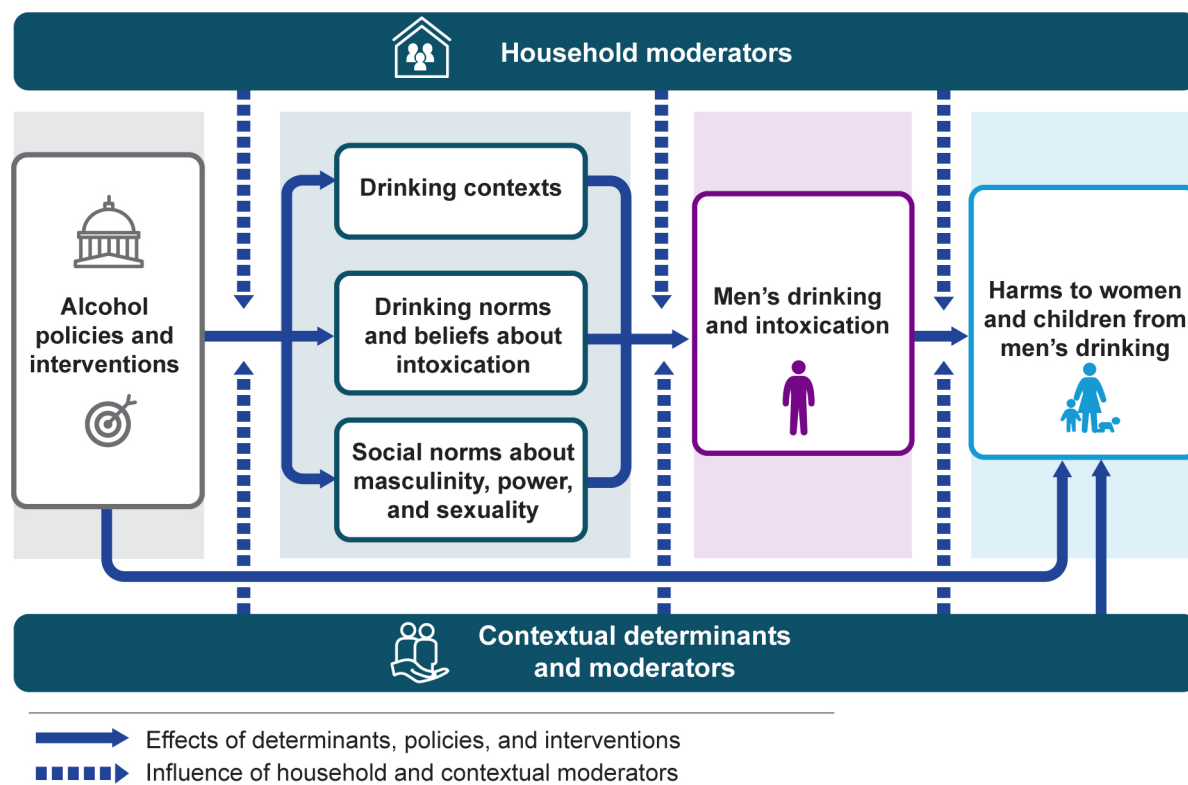 Household moderators
Alcohol
policies and
interventions
Drinking contexts
Drinking norms
and beliefs about
intoxication
Social norms about
masculinity, power,
and sexuality
Men’s drinking
and intoxication
Harms to women
and children from
men’s drinking
Contextual determinants
and moderators
Effects of determinants, policies, and interventions
Influence of household and contextual moderators